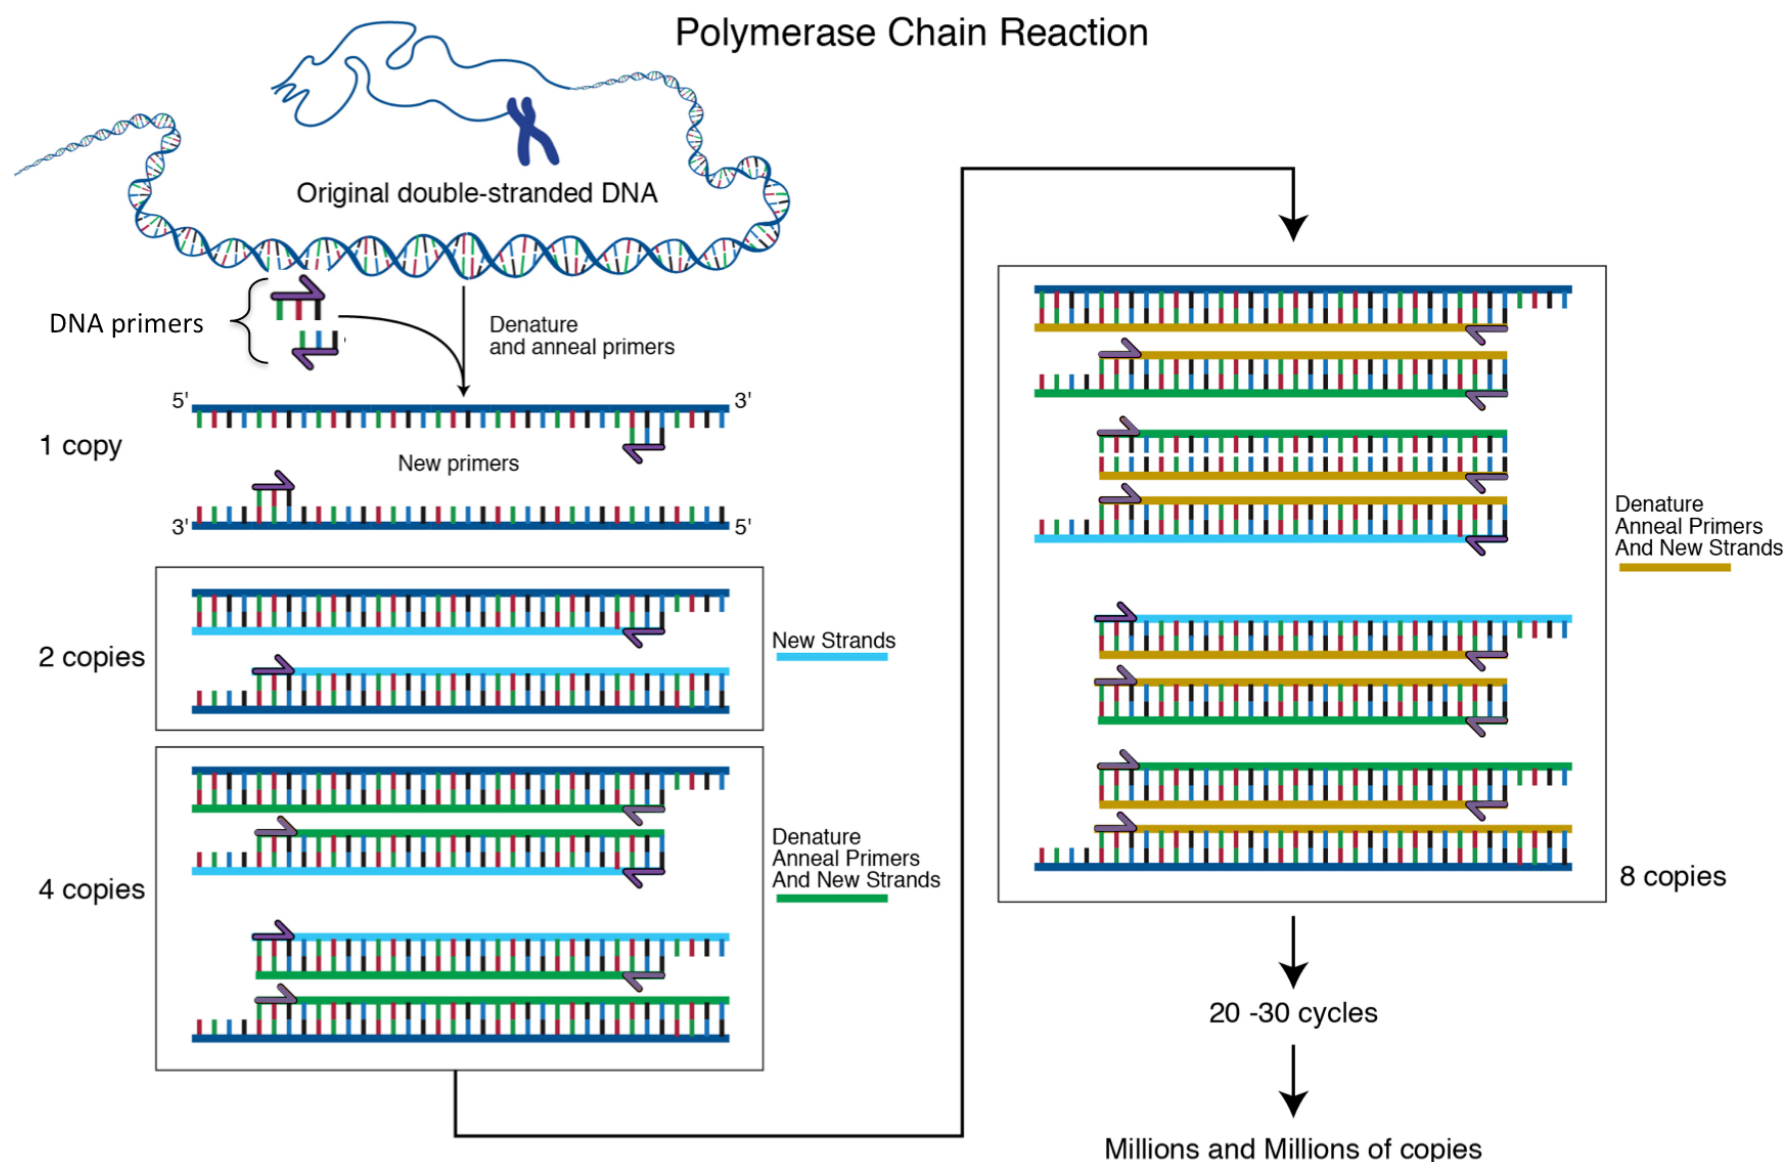 Polymerase Chain Reaction
Original double-stranded DNA
DNA primers
Denature
and anneal primers
5'
3'
1 copy
New primers
3'
5'
2 copies
New Strands
4 copies
Denature
Anneal Primers
And New Strands
Denature
Anneal Primers
And New Strands
8 copies
20 -30 cycles
Millions and Millions of copies